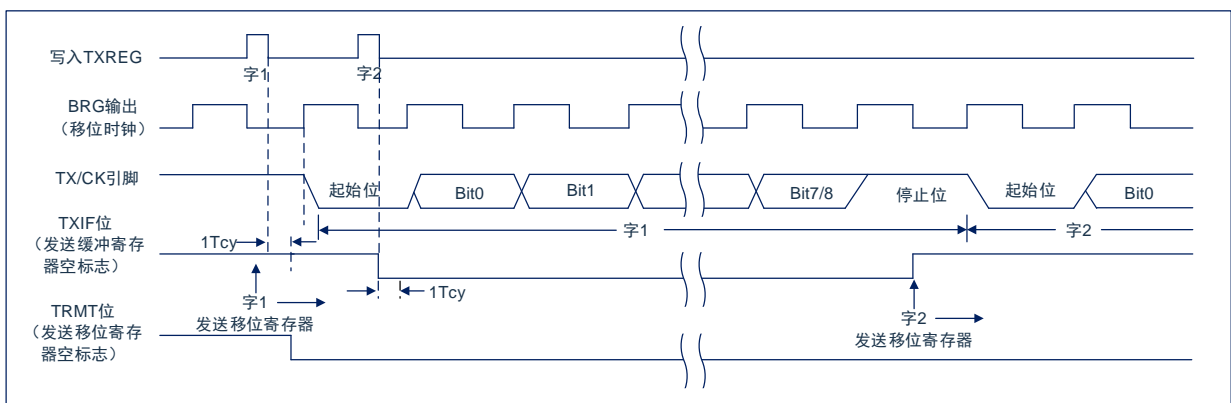 写入TXREG
字1
字2
BRG输出
（移位时钟）
TX/CK引脚
起始位
Bit0
Bit1
Bit7/8
停止位
起始位
Bit0
TXIF位
（发送缓冲寄存
器空标志）
1Tcy
字1
字2
1Tcy
字1
发送移位寄存器
字2
发送移位寄存器
TRMT位
（发送移位寄存
器空标志）